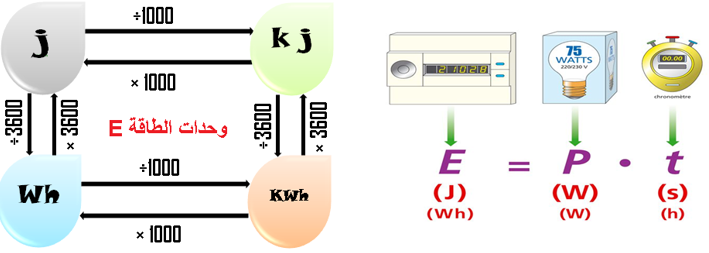 ÷1000
j
k j
× 1000
÷3600
× 3600
وحدات الطاقة E
÷3600
× 3600
Wh
÷1000
KWh
× 1000
21028
75
WATTS
220/230 V
00.00
chronomètre
E = P · t
(J) (W) (s)
(Wh) (W) (h)